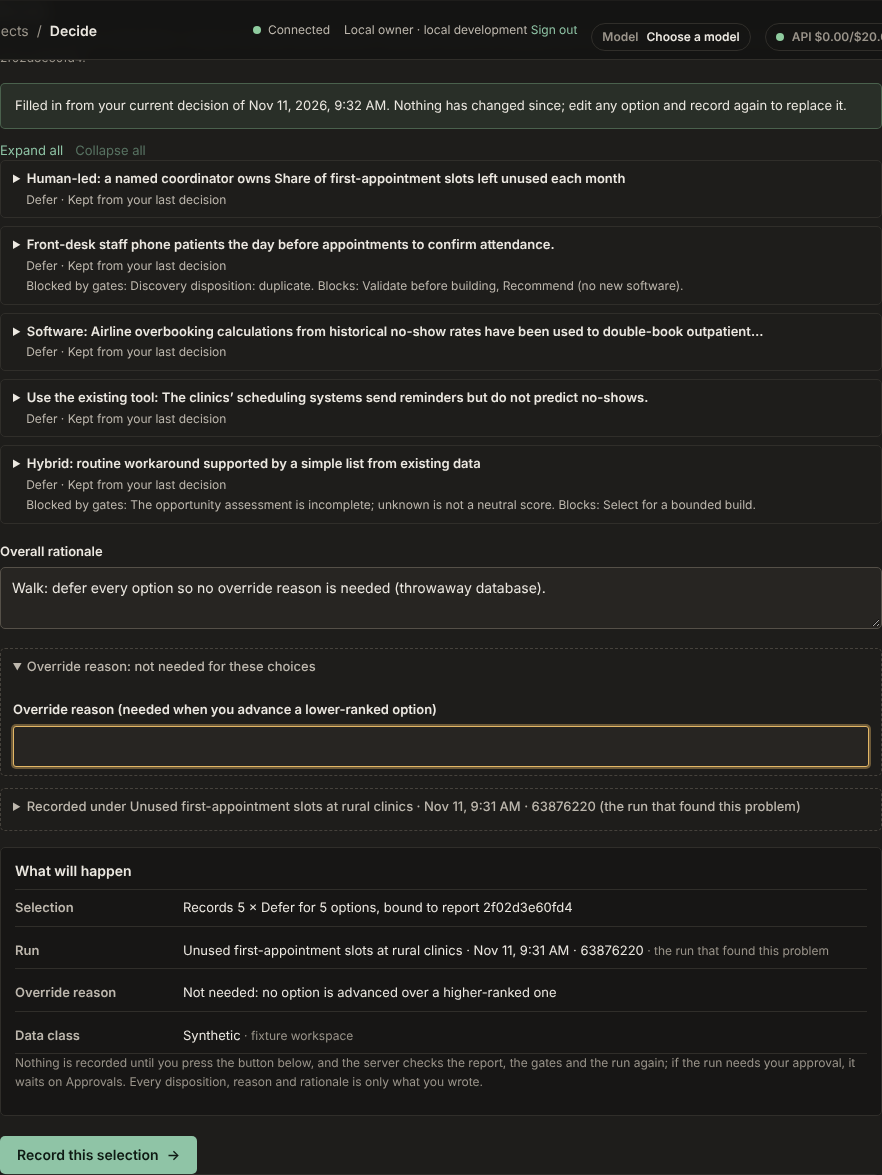 ects / Decide
Connected Local owner · local development Sign out
Model Choose a model
API $0.00/$20.
Filled in from your current decision of Nov 11, 2026, 9:32 AM. Nothing has changed since; edit any option and record again to replace it.
Expand all Collapse all
Human-led: a named coordinator owns Share of first-appointment slots left unused each month
Defer · Kept from your last decision
Front-desk staff phone patients the day before appointments to confirm attendance.
Defer · Kept from your last decision
Blocked by gates: Discovery disposition: duplicate. Blocks: Validate before building, Recommend (no new software).
Software: Airline overbooking calculations from historical no-show rates have been used to double-book outpatient…
Defer · Kept from your last decision
Use the existing tool: The clinics’ scheduling systems send reminders but do not predict no-shows.
Defer · Kept from your last decision
Hybrid: routine workaround supported by a simple list from existing data
Defer · Kept from your last decision
Blocked by gates: The opportunity assessment is incomplete; unknown is not a neutral score. Blocks: Select for a bounded build.
Overall rationale
Walk: defer every option so no override reason is needed (throwaway database).
Override reason: not needed for these choices
Override reason (needed when you advance a lower-ranked option)
Recorded under Unused first-appointment slots at rural clinics · Nov 11, 9:31 AM · 63876220 (the run that found this problem)
What will happen
Selection Records 5 × Defer for 5 options, bound to report 2f02d3e60fd4
Run Unused first-appointment slots at rural clinics · Nov 11, 9:31 AM · 63876220 · the run that found this problem
Override reason Not needed: no option is advanced over a higher-ranked one
Data class Synthetic · fixture workspace
Nothing is recorded until you press the button below, and the server checks the report, the gates and the run again; if the run needs your approval, it
waits on Approvals. Every disposition, reason and rationale is only what you wrote.
Record this selection →